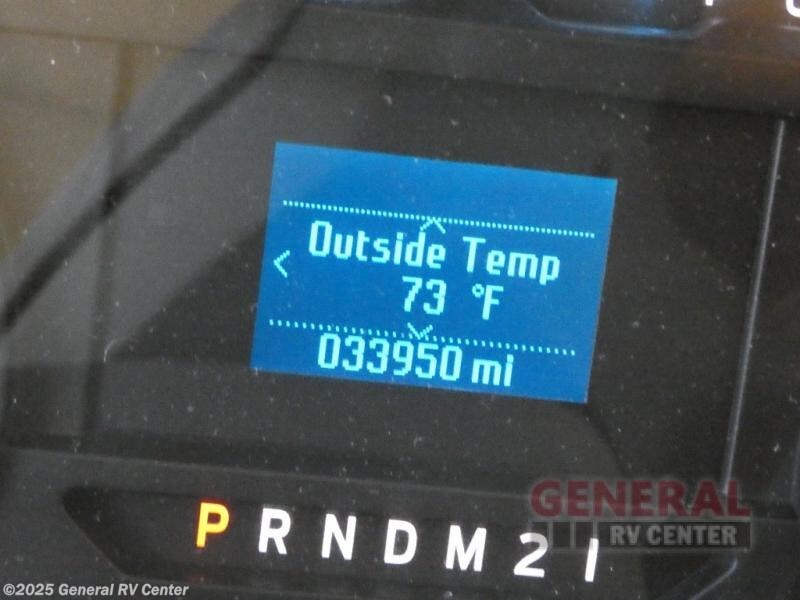 Outside Temp
73 °F
033950 mi
P R N D M 2 1
GENERAL
RV CENTER
©2025 General RV Center